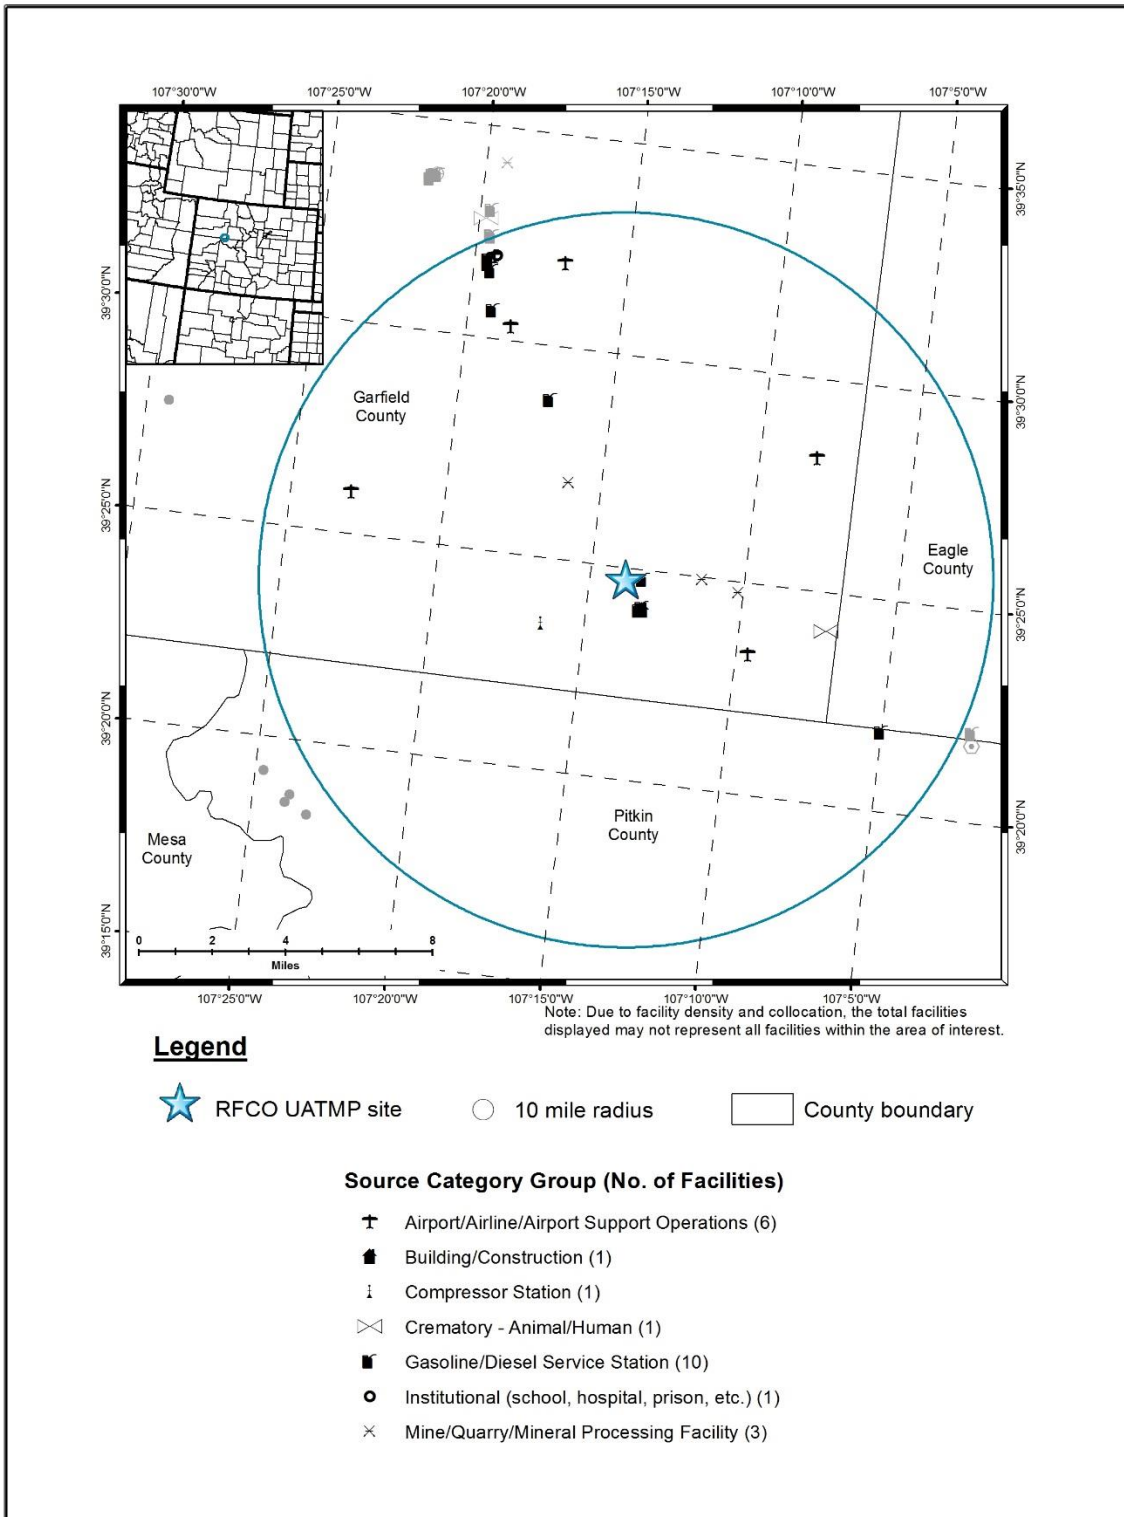 107°30'0"W 107°25'0"W 107°20'0"W 107°15'0"W 107°10'0"W 107°5'0"W
39°35'0"N
39°30'0"N
Garfield
County
39°30'0"N
39°25'0"N
Eagle
County
39°25'0"N
39°20'0"N
Pitkin
County
39°20'0"N
Mesa
County
39°15'0"N
0 2 4 8
Miles
107°25'0"W 107°20'0"W 107°15'0"W 107°10'0"W 107°5'0"W
Note: Due to facility density and collocation, the total facilities
displayed may not represent all facilities within the area of interest.
Legend
RFCO UATMP site 10 mile radius County boundary
Source Category Group (No. of Facilities)
Airport/Airline/Airport Support Operations (6)
Building/Construction (1)
Compressor Station (1)
Crematory - Animal/Human (1)
Gasoline/Diesel Service Station (10)
Institutional (school, hospital, prison, etc.) (1)
Mine/Quarry/Mineral Processing Facility (3)